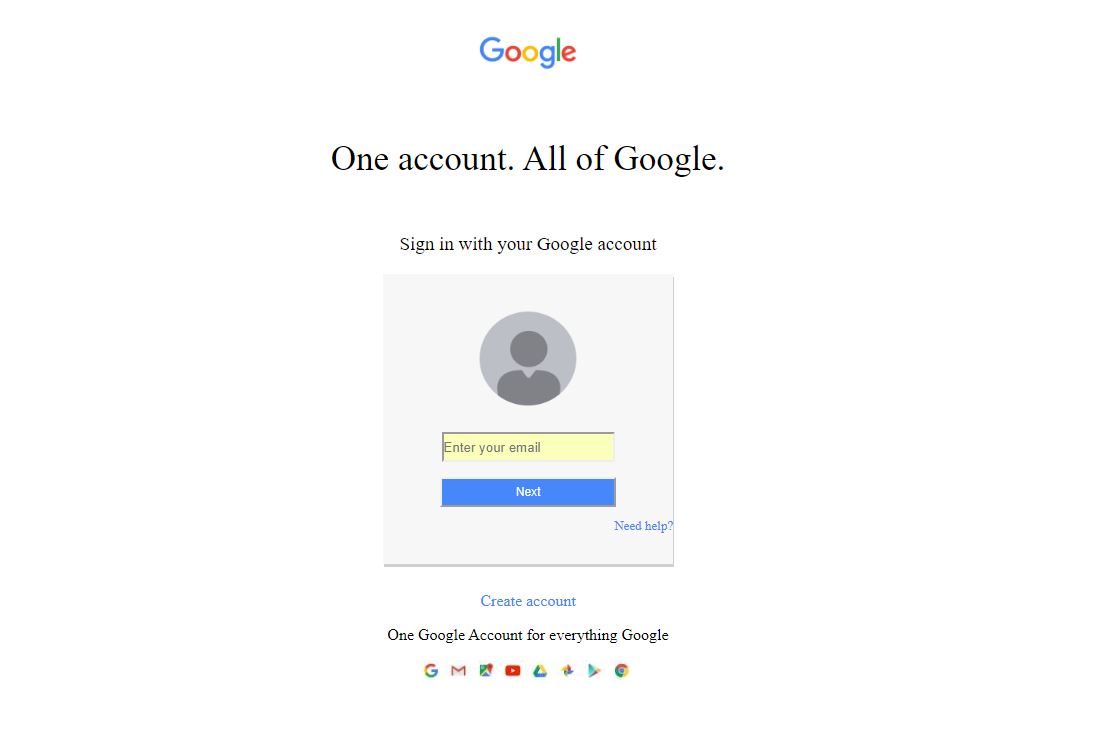 Google
One account. All of Google.
Sign in with your Google account
Enter your email
Next
Need help?
Create account
One Google Account for everything Google